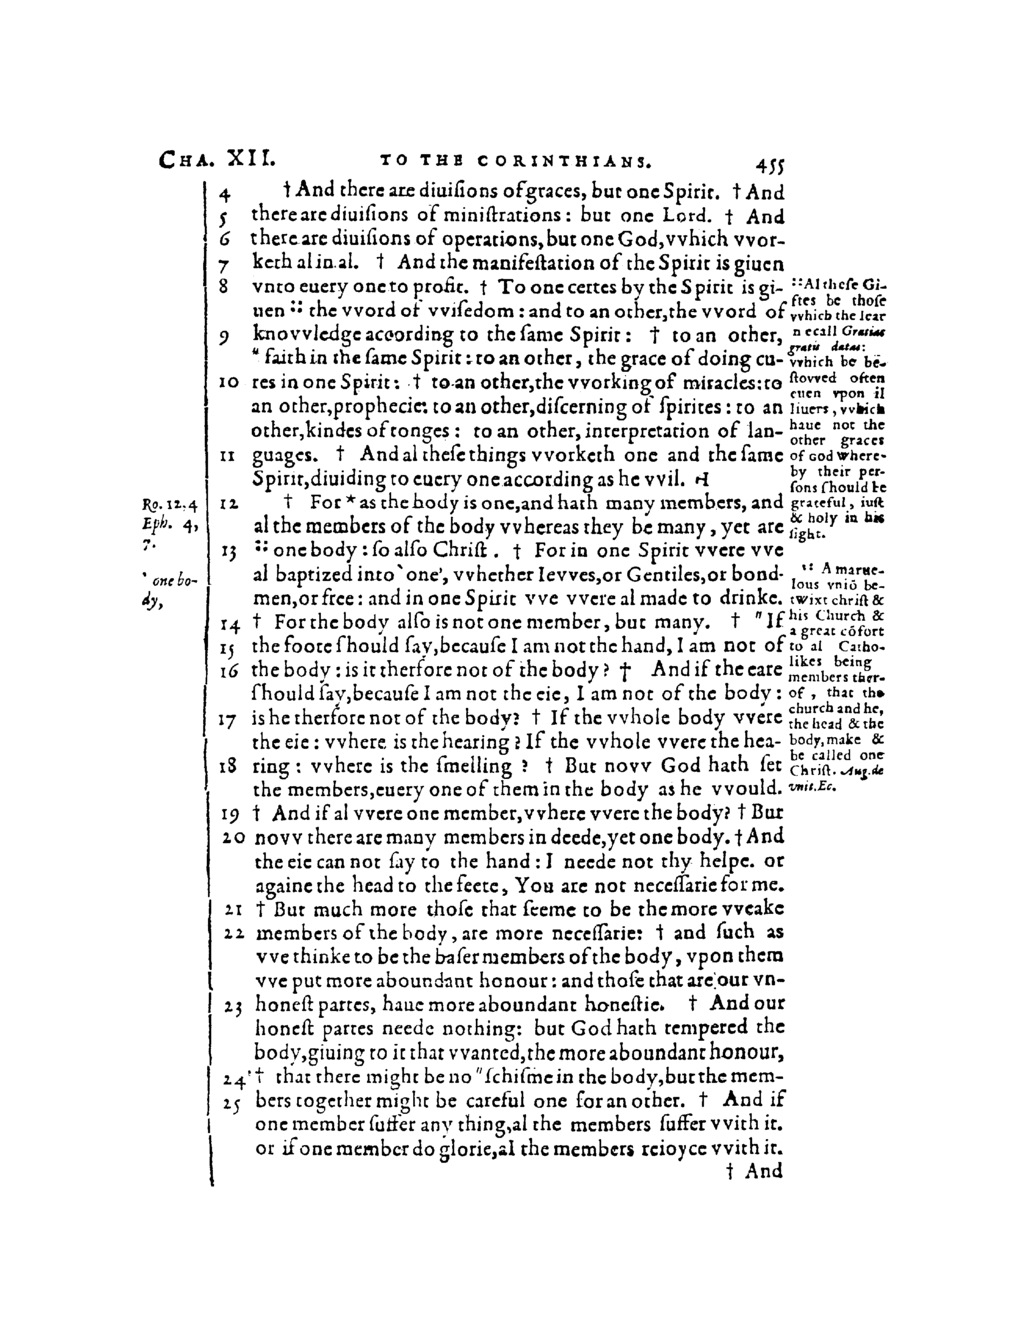 CHA. XII. TO THE CORINTHIANS. 455
4 † And there are diuiſions of graces, but one Spirit. † And
5 there are diuiſions of miniſtrations: but one Lord. † And
6 there are diuiſions of operations, but one God, vvhich vvor-
7 keth al in al. † And the manifeſtation of the Spirit is giuen
8 vnto euery one to profit. † To one certes by the Spirit is gi-
uen :: the vvord of vviſedom: and to an other, the vvord of
9 knovvledge according to the ſame Spirit: † to an other,
“ faith in the ſame Spirit: to an other, the grace of doing cu-
10 res in one Spirit: † to an other, the vvorking of miracles: to
an other, prophecie: to an other, diſcerning of ſpirites: to an
other, kindes of tonges: to an other, interpretation of lan-
11 guages. † And al theſe things vvorketh one and the ſame
Spirit, diuiding to euery one according as he vvil. ⊣
12 † For * as the body is one, and hath many members, and
al the members of the body vvhereas they be many, yet are
13 :: one body: ſo alſo Chriſt. † For in one Spirit vvere vve
al baptized into ‛one’, vvhether Ievves, or Gentiles, or bond-
men, or free: and in one Spirit vve vvere al made to drinke.
14 † For the body alſo is not one member, but many. † "If
15 the foote ſhould ſay, becauſe I am not the hand, I am not of
16 the body: is it therfore not of the body? † And if the eare
ſhould ſay, becauſe I am not the eie, I am not of the body:
17 is he therfore not of the body? † If the vvhole body vvere
the eie: vvhere is the hearing? If the vvhole vvere the hea-
18 ring: vvhere is the ſmelling? † But novv God hath ſet
the members, euery one of them in the body as he vvould.
19 † And if al vvere one member, vvhere vvere the body? † But
20 novv there are many members in deede, yet one body. † And
the eie can not ſay to the hand: I neede not thy helpe. or
againe the head to the feete, You are not neceſſarie for me.
21 † But much more thoſe that ſeeme to be the more vveake
22 members of the body, are more neceſſarie: † and ſuch as
vve thinke to be the baſer members of the body, vpon them
vve put more aboundant honour: and thoſe that are our vn-
23 honeſt partes, haue more aboundant honeſtie. † And our
honeſt partes neede nothing: but God hath tempered the
body, giuing to it that vvanted, the more aboundant honour,
24 † that there might be no "ſchiſme in the body, but the mem-
25 bers together might be careful one for an other. † And if
one member ſuffer any thing, al the members ſuffer vvith it.
or if one member do glorie, al the members reioyce vvith it.
† And
Ro. 12, 4
Eph. 4,
7.
‛ one bo-
dy,
:: Al theſe Gi-
ftes be thoſe
vvhich the lear
necall Gratias
gratis datas:
vvhich be be-
ſtovved often
euen vpon il
liuers, vvhich
haue not the
other graces
of God where-
by their per-
ſons ſhould be
grateful, iuſt
& holy in his
ſight.
:: A marue-
lous vniō be-
twixt chriſt &
his Church &
a great cōfort
to al Catho-
likes being
members ther-
of, that the
church and he,
the head & the
body, make &
be called one
Chriſt. Aug. de
vnit. Ec.